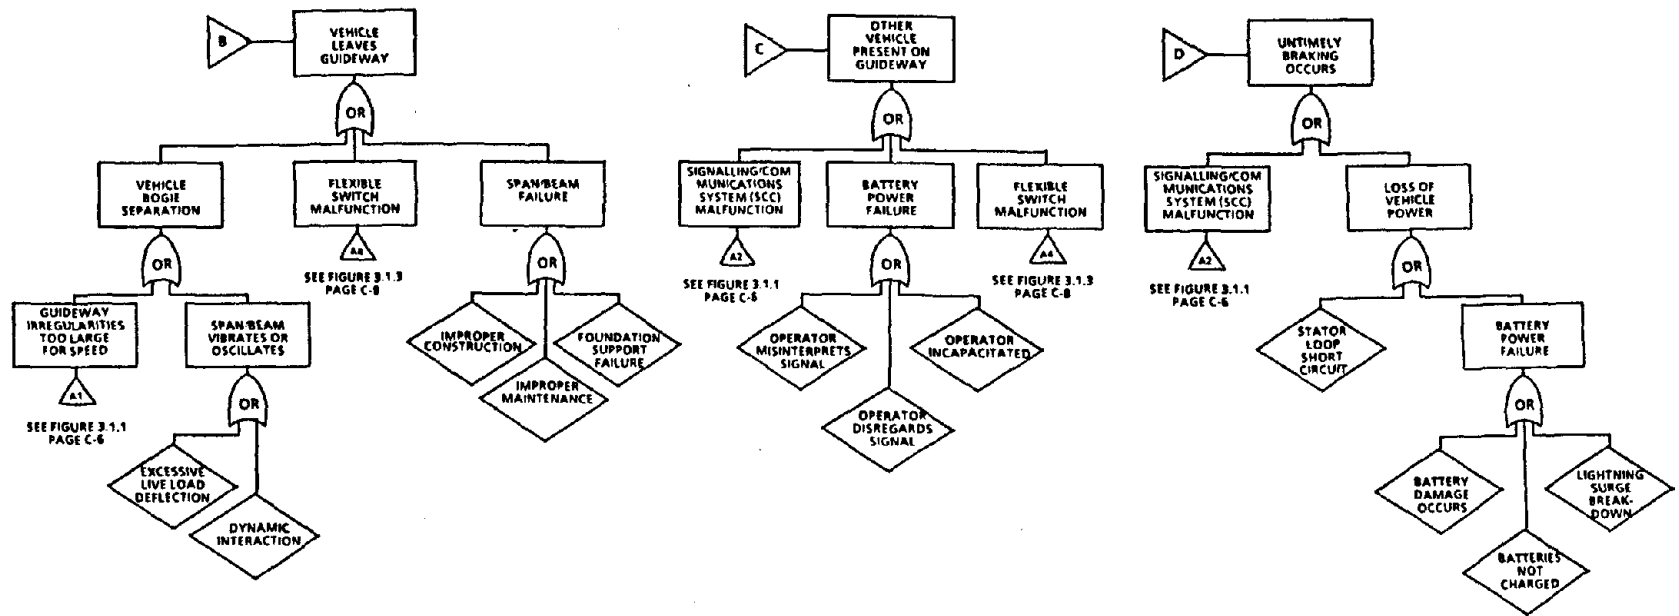 B
VEHICLE
LEAVES
GUIDEWAY
OR
VEHICLE
BOGIE
SEPARATION
FLEXIBLE
SWITCH
MALFUNCTION
SPAN/BEAM
FAILURE
OR
SEE FIGURE 3.1.3
OR
GUIDEWAY
IRREGULARITIES
TOO LARGE
FOR SPEED
SPAN/BEAM
VIBRATES OR
OSCILLATES
A1
SEE FIGURE 3.1.1
PAGE C-6
OR
EXCESSIVE
LIVE LOAD
DEFLECTION
DYNAMIC
INTERACTION
IMPROPER
CONSTRUCTION
FOUNDATION
SUPPORT
FAILURE
IMPROPER
MAINTENANCE
C
OTHER
VEHICLE
PRESENT ON
GUIDEWAY
OR
SIGNALLING/COM
MUNICATIONS
SYSTEM (SCC)
MALFUNCTION
BATTERY
POWER
FAILURE
FLEXIBLE
SWITCH
MALFUNCTION
A2
SEE FIGURE 3.1.1
OR
A4
SEE FIGURE 3.1.3
OPERATOR
MISINTERPRETS
SIGNAL
OPERATOR
INCAPACITATED
OPERATOR
DISREGARDS
SIGNAL
D
UNTIMELY
BRAKING
OCCURS
OR
SIGNALLING/COM
MUNICATIONS
SYSTEM (SCC)
MALFUNCTION
LOSS OF
VEHICLE
POWER
A2
SEE FIGURE 3.1.1
PAGE C-6
OR
STATOR
LOOP
SHORT
CIRCUIT
BATTERY
POWER
FAILURE
OR
BATTERY
DAMAGE
OCCURS
LIGHTNING
SURGE
BREAK-
DOWN
BATTERIES
NOT
CHARGED